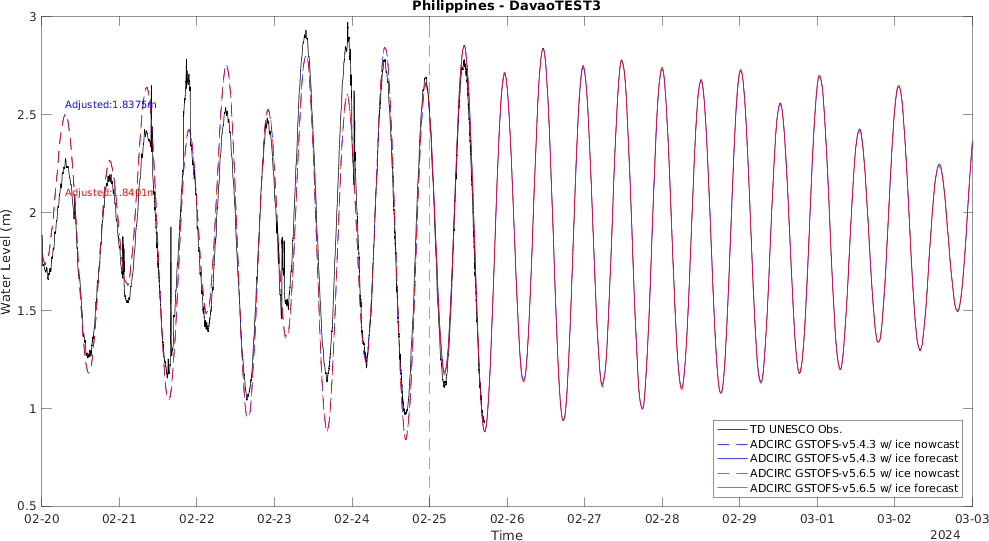 Philippines - DavaoTEST3
3
2.5
2
1.5
1
0.5
Water Level (m)
Adjusted:1.8375m
Adjusted:1.8401m
TD UNESCO Obs.
ADCIRC GSTOFS-v5.4.3 w/ ice nowcast
ADCIRC GSTOFS-v5.4.3 w/ ice forecast
ADCIRC GSTOFS-v5.6.5 w/ ice nowcast
ADCIRC GSTOFS-v5.6.5 w/ ice forecast
02-20 02-21 02-22 02-23 02-24 02-25 02-26 02-27 02-28 02-29 03-01 03-02 03-03
Time
2024